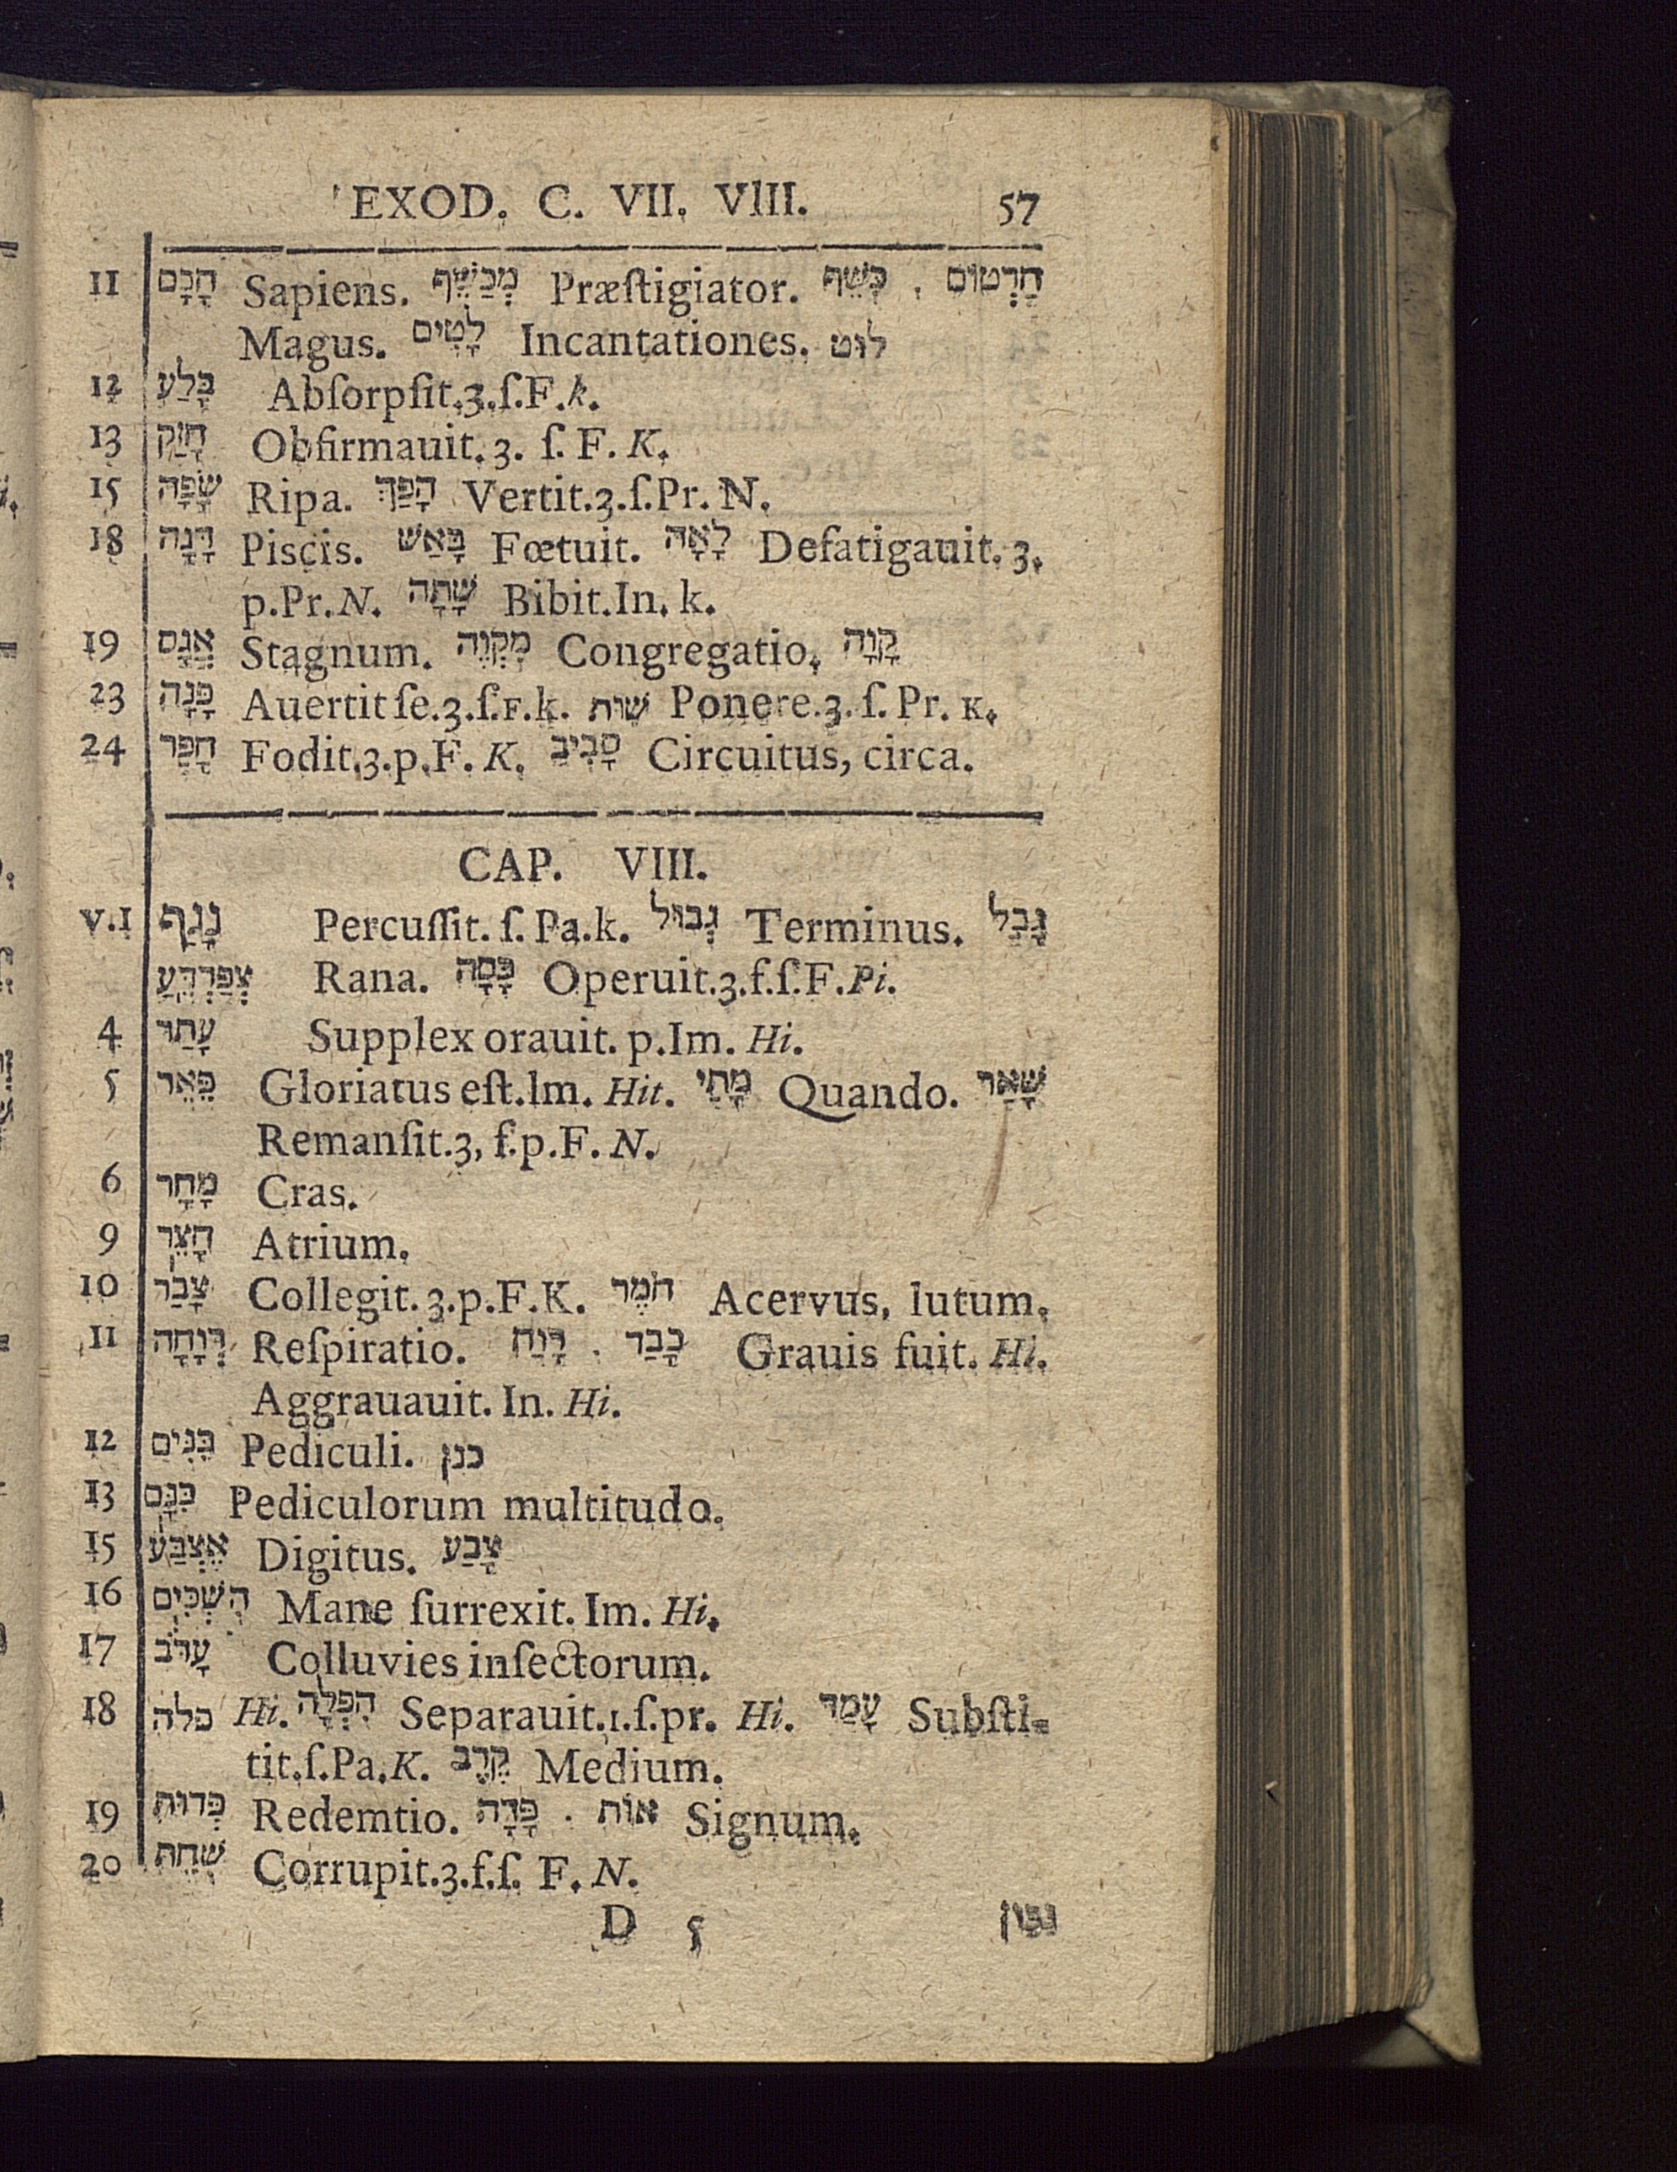 EXOD. C. VII. VIII. 57
11 חָכָם Sapiens. מְכַשֵּׁף Præſtigiator. כִּשֵּׁף . חַרְטוֹם
Magus. לָטִים Incantationes. לוט
12 בָּלַע Abſorpſit.3.ſ.F.k.
13 חָזַק Obfirmauit. 3. ſ. F. K.
15 שָׂפָה Ripa. הָפַךְ Vertit.3.ſ.Pr. N.
18 דָּגָה Piscis. בָּאַשׁ Fœtuit. לָאָה Defatigauit. 3.
p.Pr.N. שָׁתָה Bibit.In. k.
19 אֲגָם Stagnum. מִקְוֶה Congregatio. קָוָה
23 פָּנָה Auertit ſe.3.ſ.F.k. שׁוּת Ponere.3. ſ. Pr. K.
24 חָפַר Fodit.3.p.F. K. סָבִיב Circuitus, circa.
CAP. VIII.
V.1 נָגַף Percuſſit. ſ. Pa.k. גְּבוּל Terminus. גָּבַל
צְפַרְדֵּעַ Rana. כָּסָה Operuit.3.f.ſ.F.Pi.
4 עָתַר Supplex orauit. p.Im. Hi.
5 פֵּאֵר Gloriatus eſt.Im. Hit. מָתַי Quando. שָׁאַר
Remanſit.3, f.p.F. N.
6 מָחָר Cras.
9 חָצֵר Atrium.
10 צָבַר Collegit. 3.p.F.K. חֹמֶר Acervus, lutum.
11 רְוָחָה Reſpiratio. רָוַח . כָּבַד Grauis fuit. Hi.
Aggrauauit. In. Hi.
12 כִּנִּים Pediculi. כנן
13 כִּנָּם Pediculorum multitudo.
15 אֶצְבַּע Digitus. צָבַע
16 הִשְׁכִּים Mane ſurrexit. Im. Hi.
17 עָרֹב Colluvies inſectorum.
18 פלה Hi. הִפְלָה Separauit.1.ſ.pr. Hi. עָמַד Subſti-
tit.ſ.Pa.K. קֶרֶב Medium.
19 פְּדוּת Redemtio. פָּדָה . אוֹת Signum.
20 שִׁחֵת Corrupit.3.f.ſ. F. N.
D 5 נכון